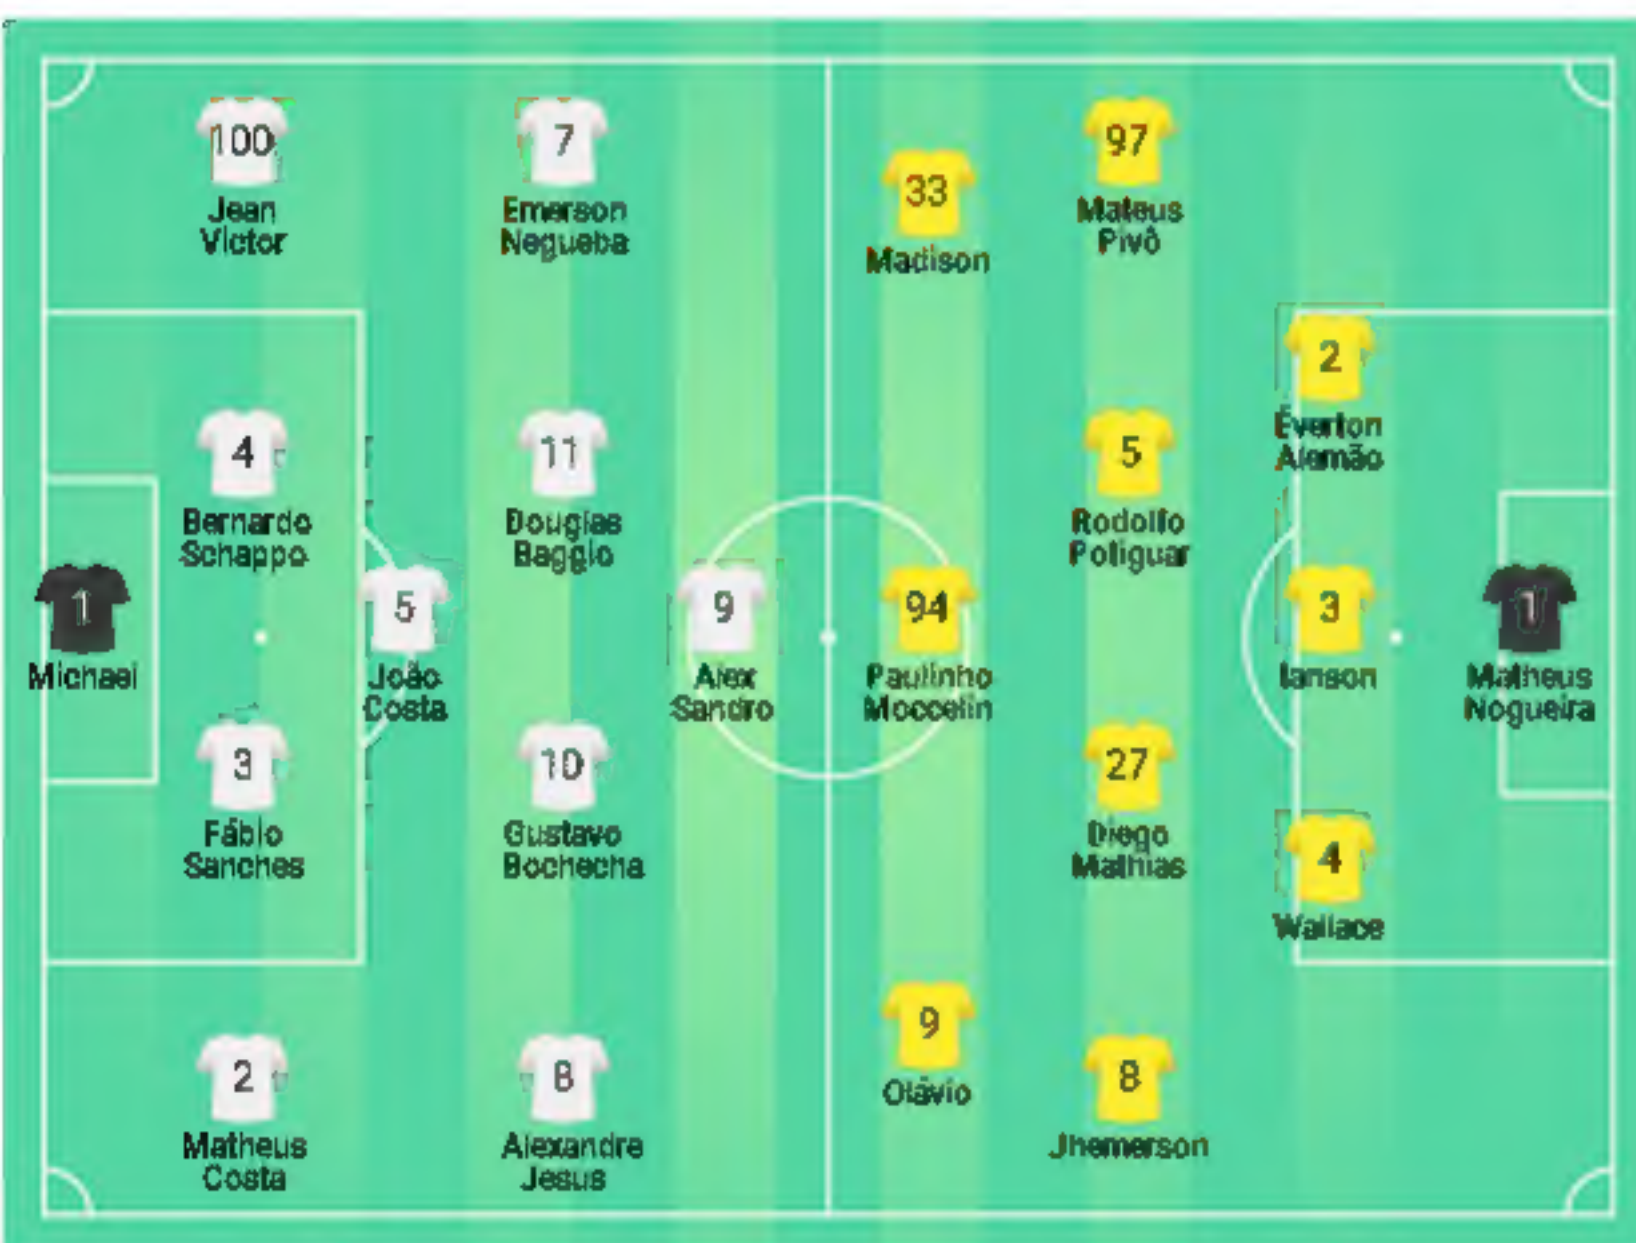 100
Jean
Victor
7
Emerson
Negueba
33
Madison
97
Mateus
Pivô
2
Éverton
Alemão
4
Bernardo
Schappo
11
Douglas
Baggio
5
Rodolfo
Potiguar
1
Michael
5
João
Costa
9
Alex
Sandro
94
Paulinho
Moccelin
3
Ianson
1
Matheus
Nogueira
3
Fábio
Sanches
10
Gustavo
Bochecha
27
Diego
Mathias
4
Wallace
2
Matheus
Costa
8
Alexandre
Jesus
9
Otávio
8
Jhemerson